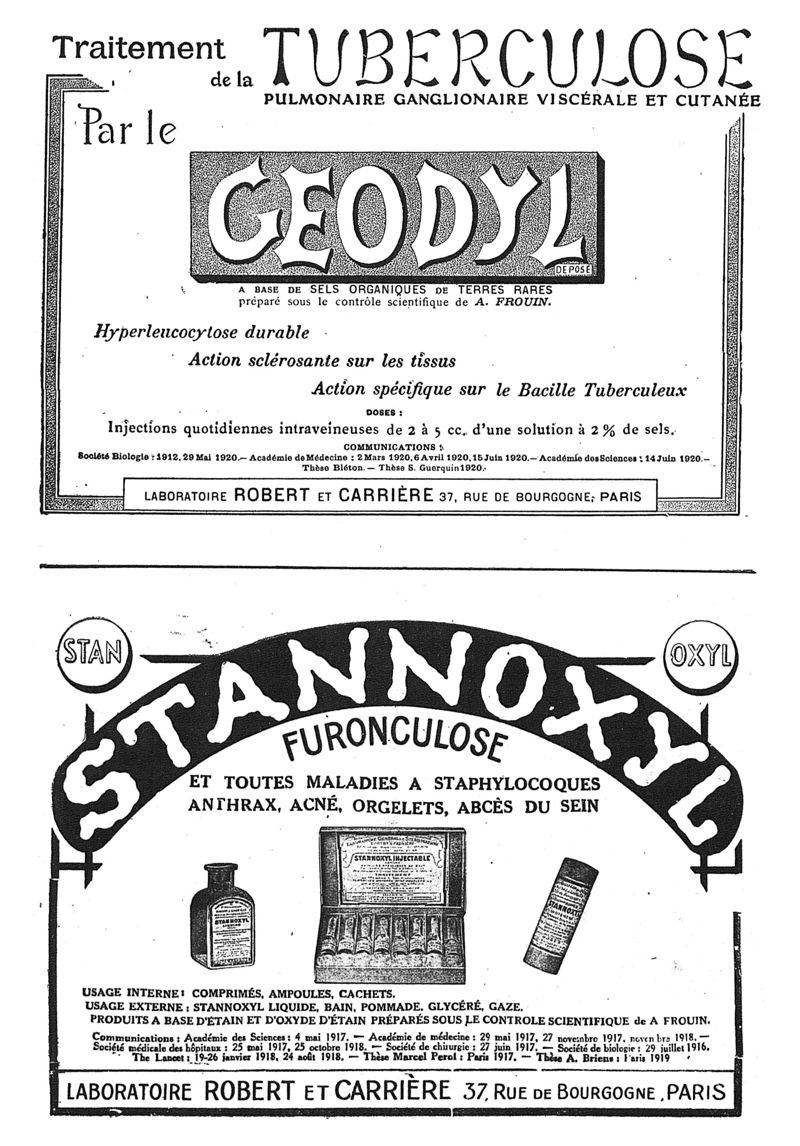 Traitement
de la TUBERCULOSE
PULMONAIRE GANGLIONAIRE VISCÉRALE ET CUTANÉE
Par le
GEODYL
DEPOSÉ
A BASE DE SELS ORGANIQUES DE TERRES RARES
préparé sous le contrôle scientifique de A. FROUIN.
Hyperleucocytose durable
Action sclérosante sur les tissus
Action spécifique sur le Bacille Tuberculeux
DOSES :
Injections quotidiennes intraveineuses de 2 à 5 cc. d'une solution à 2 % de sels.
COMMUNICATIONS :
Société Biologie : 1912, 29 Mai 1920.— Académie de Médecine : 2 Mars 1920, 6 Avril 1920, 15 Juin 1920.— Académie des Sciences : 14 Juin 1920.—
Thèse Bléton. — Thèse S. Guerquin 1920.
LABORATOIRE ROBERT ET CARRIÈRE 37, RUE DE BOURGOGNE, PARIS
STAN
OXYL
STANNOXYL
FURONCULOSE
ET TOUTES MALADIES A STAPHYLOCOQUES
ANTHRAX, ACNÉ, ORGELETS, ABCÈS DU SEIN
STANNOXYL INJECTABLE
STANNOXYL
STANNOXYL
USAGE INTERNE : COMPRIMÉS, AMPOULES, CACHETS.
USAGE EXTERNE : STANNOXYL LIQUIDE, BAIN, POMMADE. GLYCÉRÉ, GAZE.
PRODUITS A BASE D'ÉTAIN ET D'OXYDE D'ÉTAIN PRÉPARÉS SOUS LE CONTROLE SCIENTIFIQUE de A FROUIN.
Communications : Académie des Sciences : 4 mai 1917. — Académie de médecine : 29 mai 1917, 27 novembre 1917, novembre 1918. —
Société médicale des hôpitaux : 25 mai 1917, 25 octobre 1918. — Société de chirurgie : 27 juin 1917. — Société de biologie : 29 juillet 1916.
The Lancet : 19-26 janvier 1918, 24 août 1918. — Thèse Marcel Perol : Paris 1917. — Thèse A. Briens : Paris 1919
LABORATOIRE ROBERT ET CARRIÈRE 37, RUE DE BOURGOGNE, PARIS